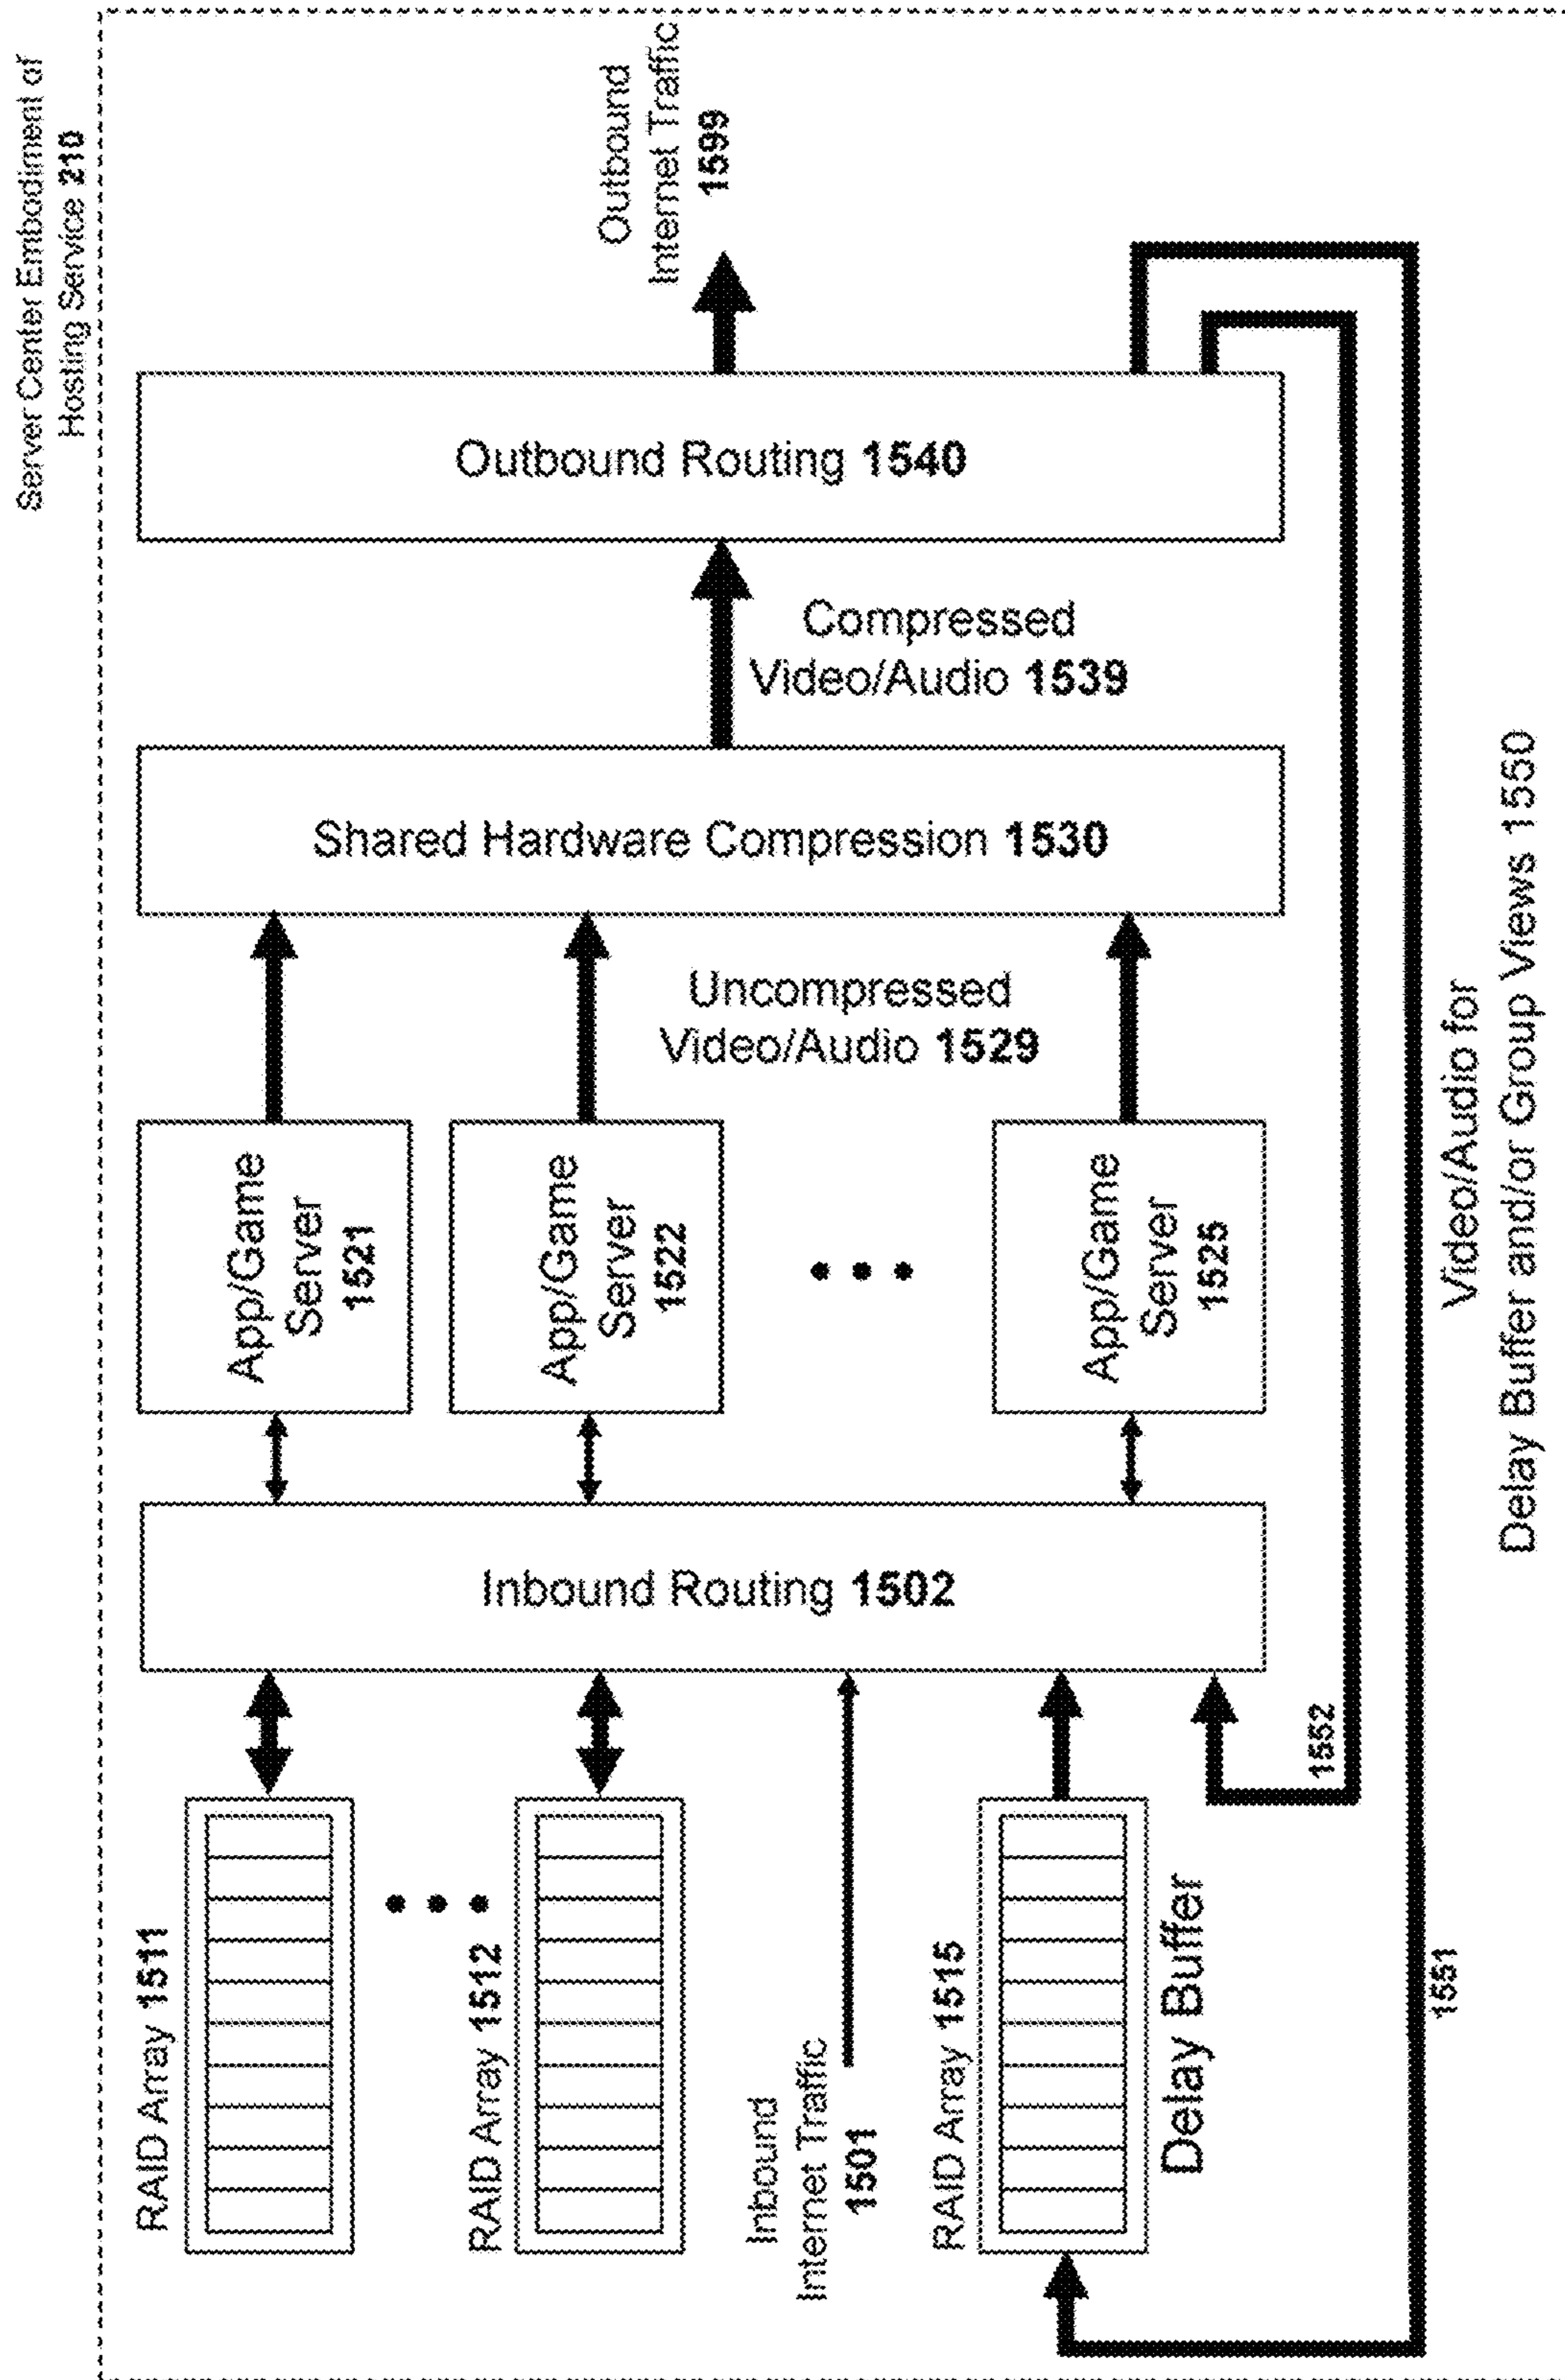 Server Center Embodiment of
Hosting Service 210
RAID Array 1511
RAID Array 1512
Inbound
Internet Traffic
1501
RAID Array 1515
Delay Buffer
Inbound Routing 1502
App/Game
Server
1521
App/Game
Server
1522
App/Game
Server
1525
Uncompressed
Video/Audio 1529
Shared Hardware Compression 1530
Compressed
Video/Audio 1539
Outbound Routing 1540
Outbound
Internet Traffic
1599
1552
1551
Video/Audio for
Delay Buffer and/or Group Views 1550